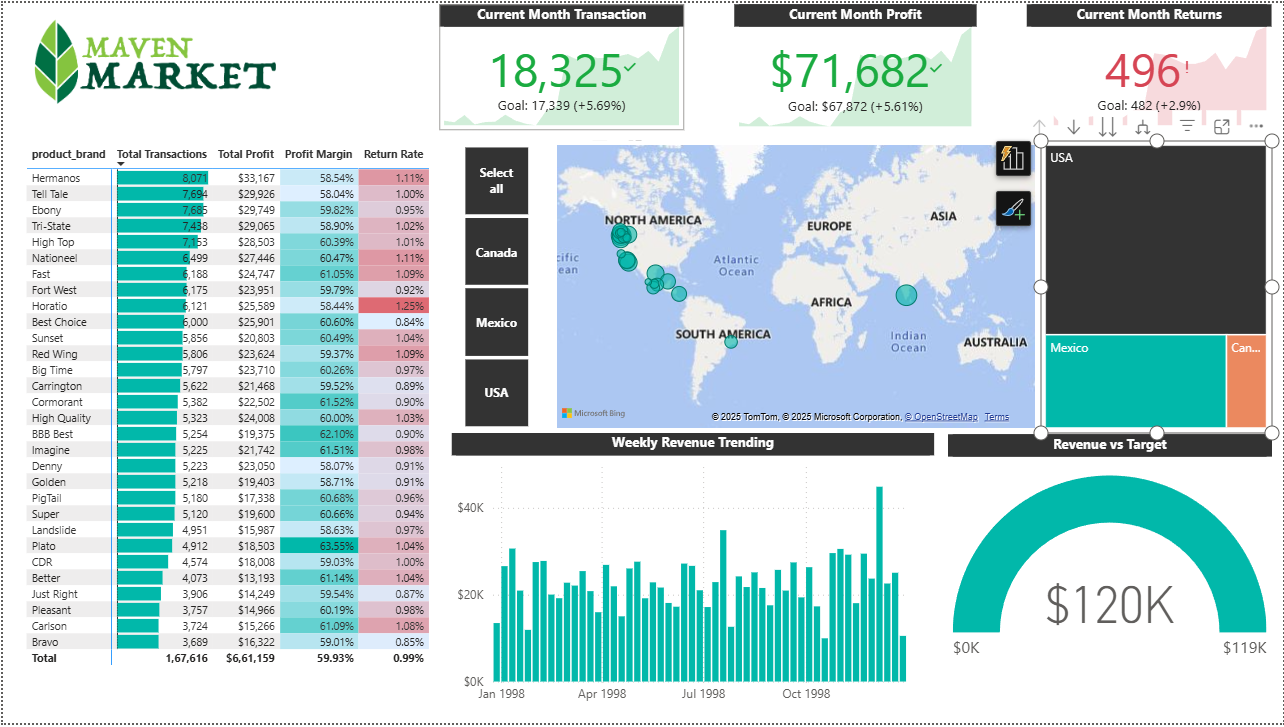 MAVEN
MARKET
Current Month Transaction
18,325
Goal: 17,339 (+5.69%)
Current Month Profit
$71,682
Goal: $67,872 (+5.61%)
Current Month Returns
496!
Goal: 482 (+2.9%)
product_brand Total Transactions Total Profit Profit Margin Return Rate
Hermanos 8,071 $33,167 58.54% 1.11%
Tell Tale 7,694 $29,926 58.04% 1.00%
Ebony 7,685 $29,749 59.82% 0.95%
Tri-State 7,438 $29,065 58.90% 1.02%
High Top 7,153 $28,503 60.39% 1.01%
Nationeel 6,499 $27,446 60.47% 1.11%
Fast 6,188 $24,747 61.05% 1.09%
Fort West 6,175 $23,951 59.79% 0.92%
Horatio 6,121 $25,589 58.44% 1.25%
Best Choice 6,000 $25,901 60.60% 0.84%
Sunset 5,856 $20,803 60.49% 1.04%
Red Wing 5,806 $23,624 59.37% 1.09%
Big Time 5,797 $23,710 60.26% 0.97%
Carrington 5,622 $21,468 59.52% 0.89%
Cormorant 5,382 $22,502 61.52% 0.90%
High Quality 5,323 $24,008 60.00% 1.03%
BBB Best 5,254 $19,375 62.10% 0.90%
Imagine 5,225 $21,742 61.51% 0.98%
Denny 5,223 $23,050 58.07% 0.91%
Golden 5,218 $19,403 58.71% 0.91%
PigTail 5,180 $17,338 60.68% 0.96%
Super 5,120 $19,600 60.66% 0.94%
Landslide 4,951 $15,987 58.63% 0.97%
Plato 4,912 $18,503 63.55% 1.04%
CDR 4,574 $18,008 59.03% 1.00%
Better 4,073 $13,193 61.14% 1.04%
Just Right 3,906 $14,249 59.54% 0.87%
Pleasant 3,757 $14,966 60.19% 0.98%
Carlson 3,724 $15,266 61.09% 1.08%
Bravo 3,689 $16,322 59.01% 0.85%
Total 1,67,616 $6,61,159 59.93% 0.99%
Select
all
Canada
Mexico
USA
NORTH AMERICA
EUROPE
ASIA
cific
ean
Atlantic
Ocean
AFRICA
SOUTH AMERICA
Indian
Ocean
AUSTRALIA
Microsoft Bing
© 2025 TomTom, © 2025 Microsoft Corporation, © OpenStreetMap Terms
USA
Mexico
Can...
Weekly Revenue Trending
$40K
$20K
$0K
Jan 1998 Apr 1998 Jul 1998 Oct 1998
Revenue vs Target
$120K
$0K
$119K